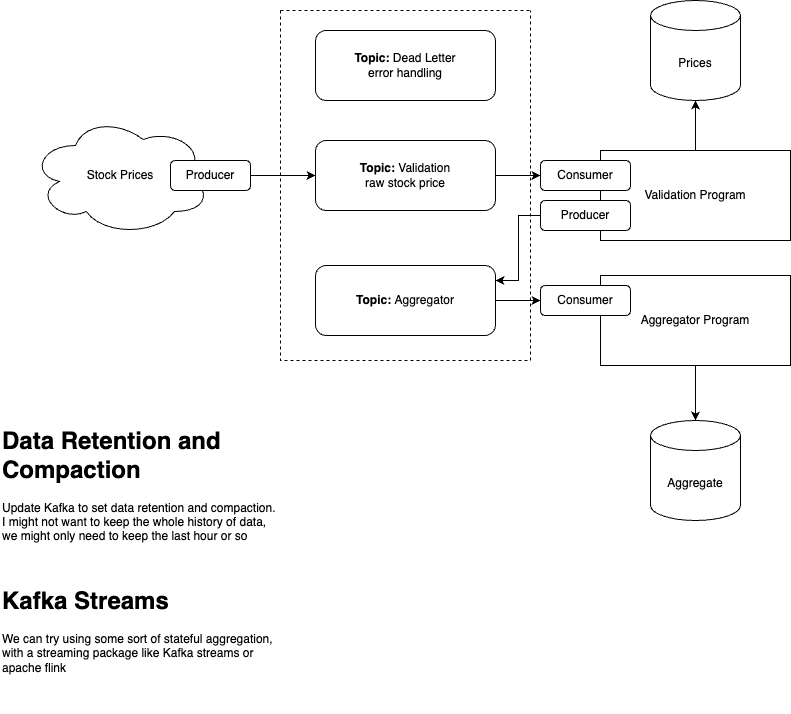 Topic: Dead Letter
error handling
Prices
Stock Prices
Producer
Topic: Validation
raw stock price
Consumer
Validation Program
Producer
Topic: Aggregator
Consumer
Aggregator Program
Aggregate
Data Retention and
Compaction
Update Kafka to set data retention and compaction.
I might not want to keep the whole history of data,
we might only need to keep the last hour or so
Kafka Streams
We can try using some sort of stateful aggregation,
with a streaming package like Kafka streams or
apache flink